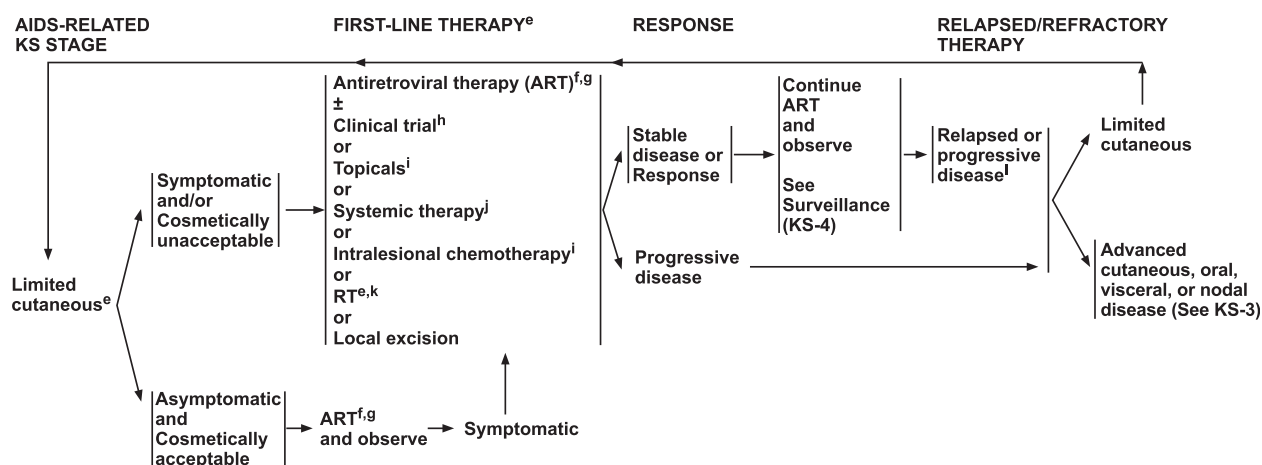 AIDS-RELATED
KS STAGE
FIRST-LINE THERAPYe
RESPONSE
RELAPSED/REFRACTORY
THERAPY
Limited
cutaneouse
Symptomatic
and/or
Cosmetically
unacceptable
Asymptomatic
and
Cosmetically
acceptable
ARTf,g
and observe
Symptomatic
Antiretroviral therapy (ART)f,g
±
Clinical trialh
or
Topicalsi
or
Systemic therapyj
or
Intralesional chemotherapyi
or
RTe,k
or
Local excision
Stable
disease or
Response
Progressive
disease
Continue
ART
and
observe
See
Surveillance
(KS-4)
Relapsed or
progressive
diseasel
Limited
cutaneous
Advanced
cutaneous, oral,
visceral, or nodal
disease (See KS-3)